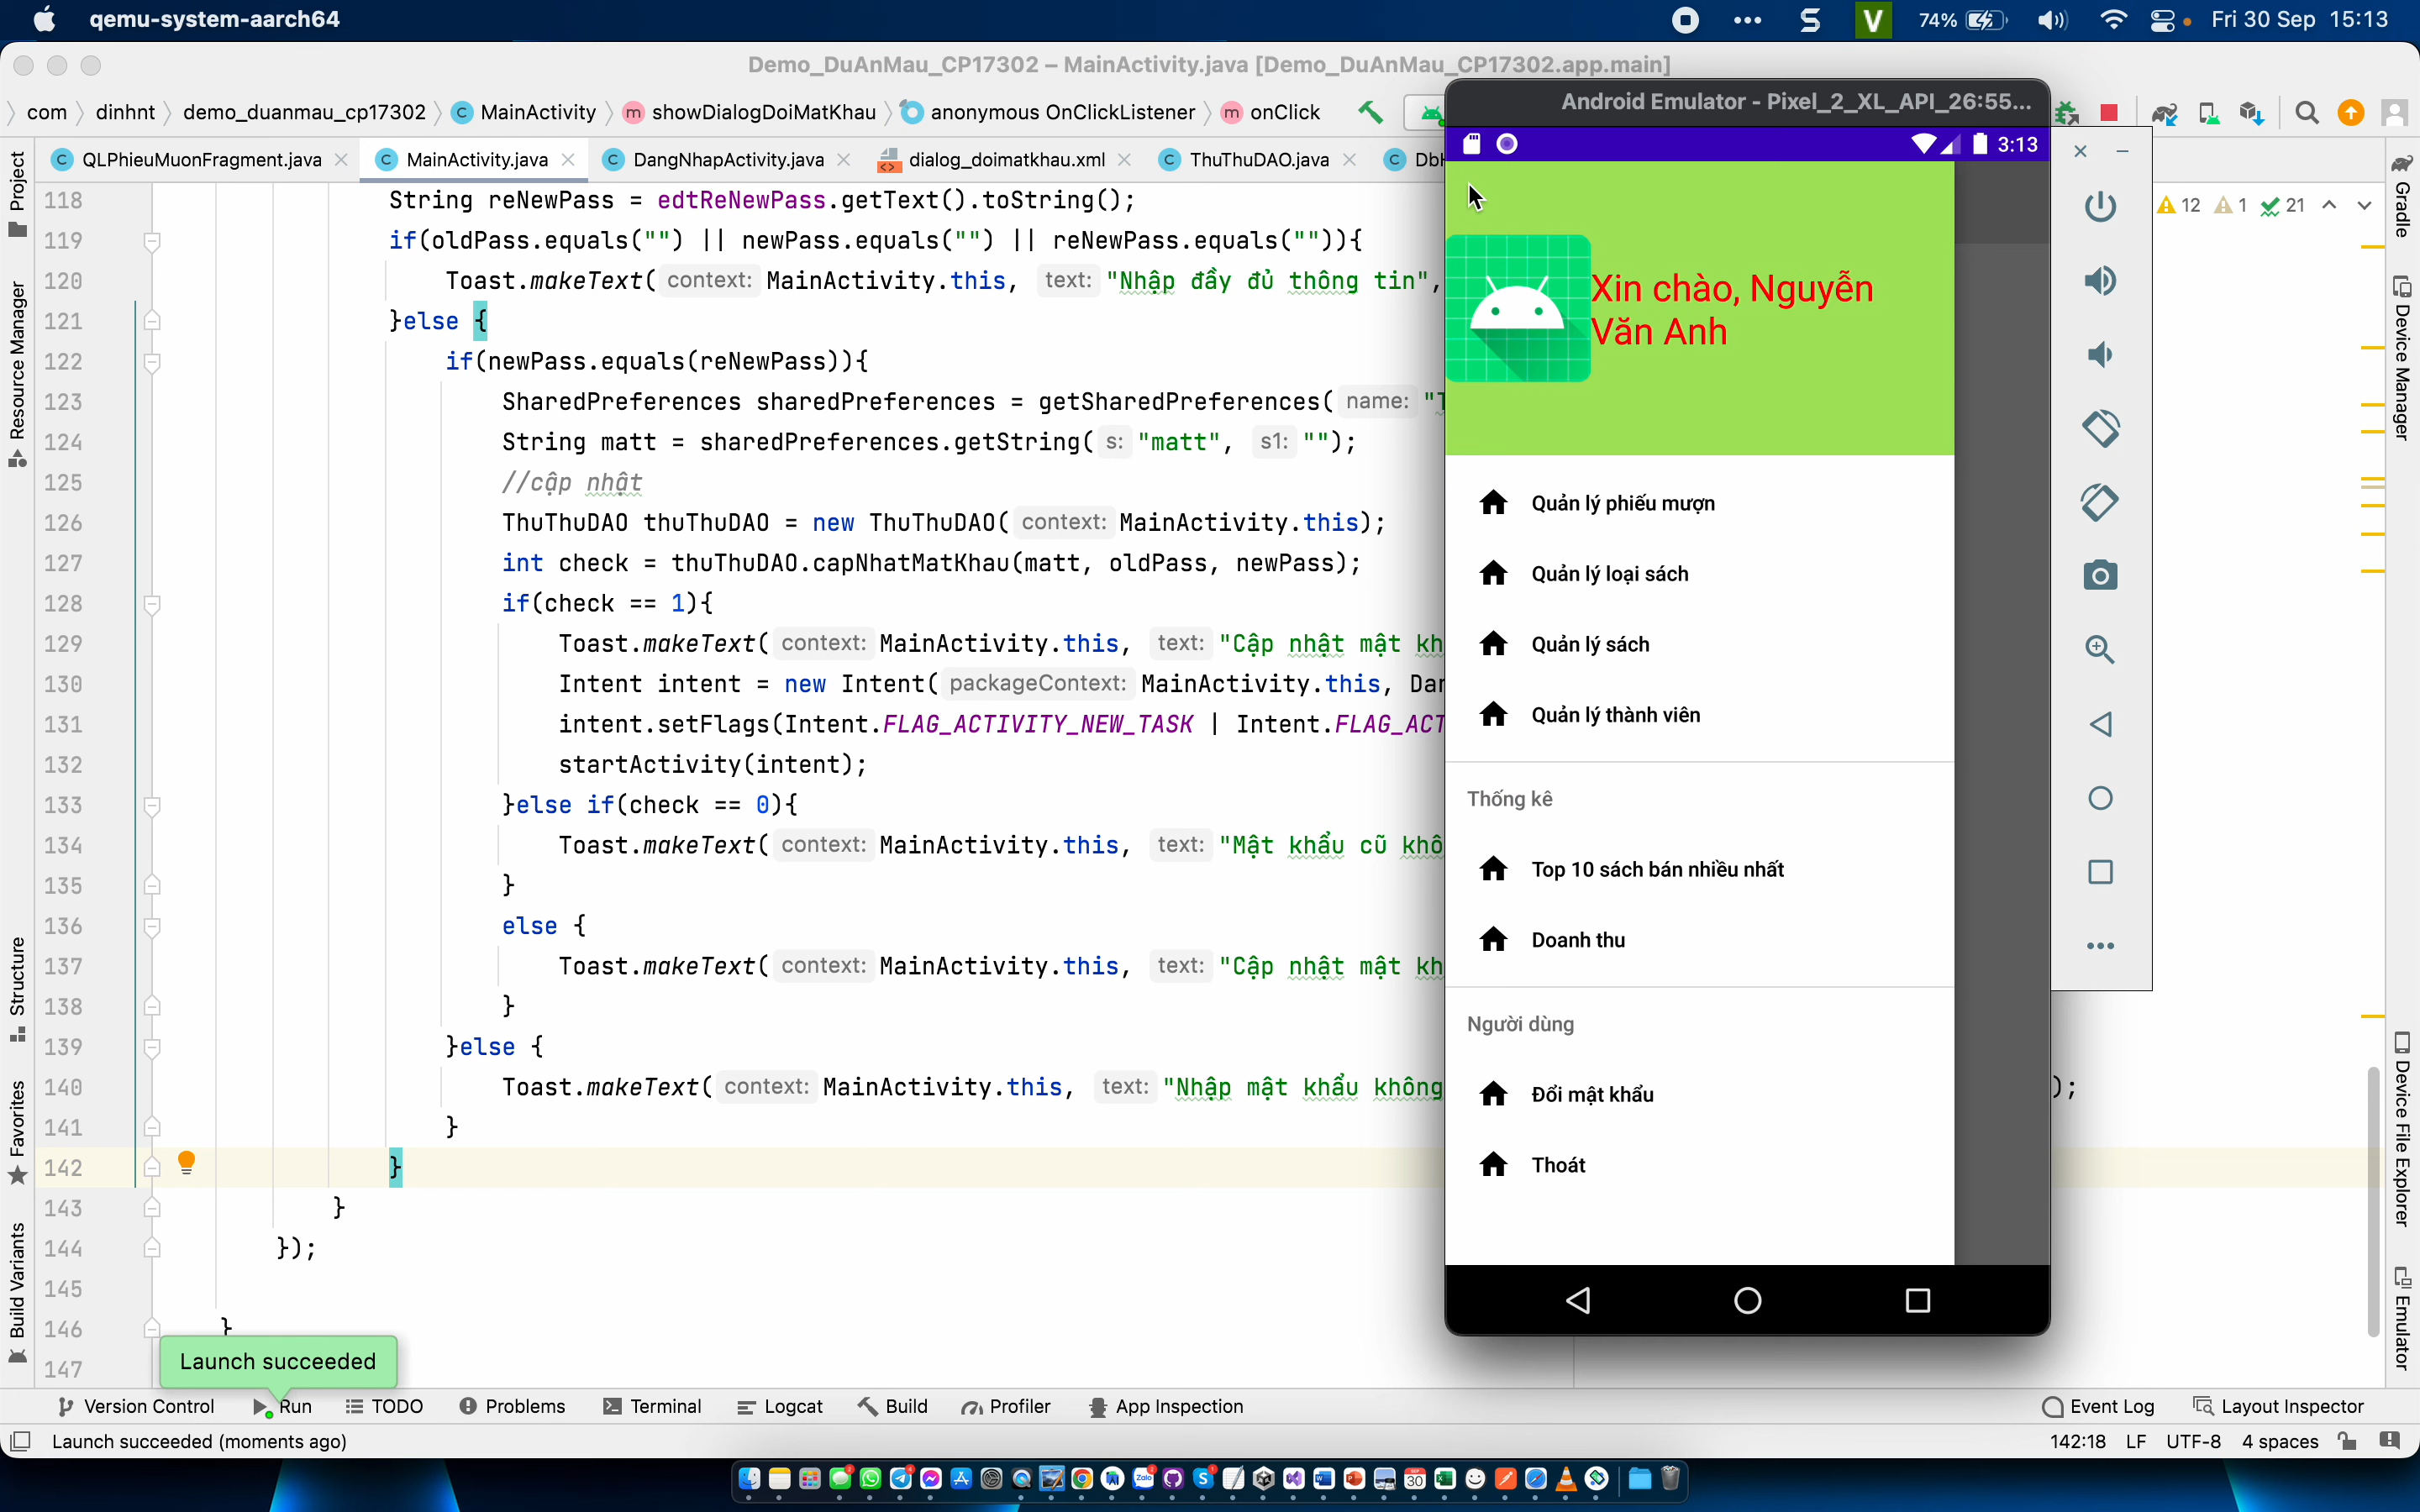 qemu-system-aarch64
74%
Fri 30 Sep 15:13
Demo_DuAnMau_CP17302 – MainActivity.java [Demo_DuAnMau_CP17302.app.main]
com dinhnt demo_duanmau_cp17302 MainActivity showDialogDoiMatKhau anonymous OnClickListener onClick
QLPhieuMuonFragment.java MainActivity.java DangNhapActivity.java dialog_doimatkhau.xml ThuThuDAO.java
12 1 21
118 String reNewPass = edtReNewPass.getText().toString();
119 if(oldPass.equals("") || newPass.equals("") || reNewPass.equals("")){
120 Toast.makeText( context: MainActivity.this, text: "Nhập đầy đủ thông tin",
121 }else {
122 if(newPass.equals(reNewPass)){
123 SharedPreferences sharedPreferences = getSharedPreferences( name:
124 String matt = sharedPreferences.getString( s: "matt", s1: "");
125 //cập nhật
126 ThuThuDAO thuThuDAO = new ThuThuDAO( context: MainActivity.this);
127 int check = thuThuDAO.capNhatMatKhau(matt, oldPass, newPass);
128 if(check == 1){
129 Toast.makeText( context: MainActivity.this, text: "Cập nhật mật kh
130 Intent intent = new Intent( packageContext: MainActivity.this, Dan
131 intent.setFlags(Intent.FLAG_ACTIVITY_NEW_TASK | Intent.FLAG_ACT
132 startActivity(intent);
133 }else if(check == 0){
134 Toast.makeText( context: MainActivity.this, text: "Mật khẩu cũ khô
135 }
136 else {
137 Toast.makeText( context: MainActivity.this, text: "Cập nhật mật kh
138 }
139 }else {
140 Toast.makeText( context: MainActivity.this, text: "Nhập mật khẩu không );
141 }
142 }
143 }
144 });
145
146 }
147
Project
Resource Manager
Structure
Favorites
Build Variants
Android Emulator - Pixel_2_XL_API_26:55...
3:13
Xin chào, Nguyễn
Văn Anh
Quản lý phiếu mượn
Quản lý loại sách
Quản lý sách
Quản lý thành viên
Thống kê
Top 10 sách bán nhiều nhất
Doanh thu
Người dùng
Đổi mật khẩu
Thoát
Gradle
Device Manager
Device File Explorer
Emulator
Launch succeeded
Version Control Run TODO Problems Terminal Logcat Build Profiler App Inspection Event Log Layout Inspector
Launch succeeded (moments ago) 142:18 LF UTF-8 4 spaces